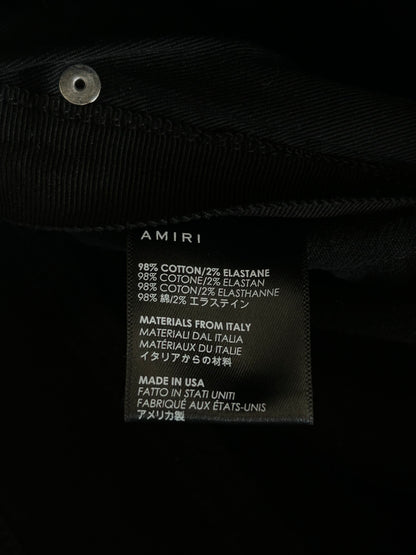 AMIRI
98% COTTON/2% ELASTANE
98% COTONE/2% ELASTAN
98% COTTON/2% ELASTHANNE
98% 綿/2% エラステイン
MATERIALS FROM ITALY
MATERIALI DAL ITALIA
MATÉRIAUX DU ITALIE
イタリアからの材料
MADE IN USA
FATTO IN STATI UNITI
FABRIQUÉ AUX ÉTATS-UNIS
アメリカ製